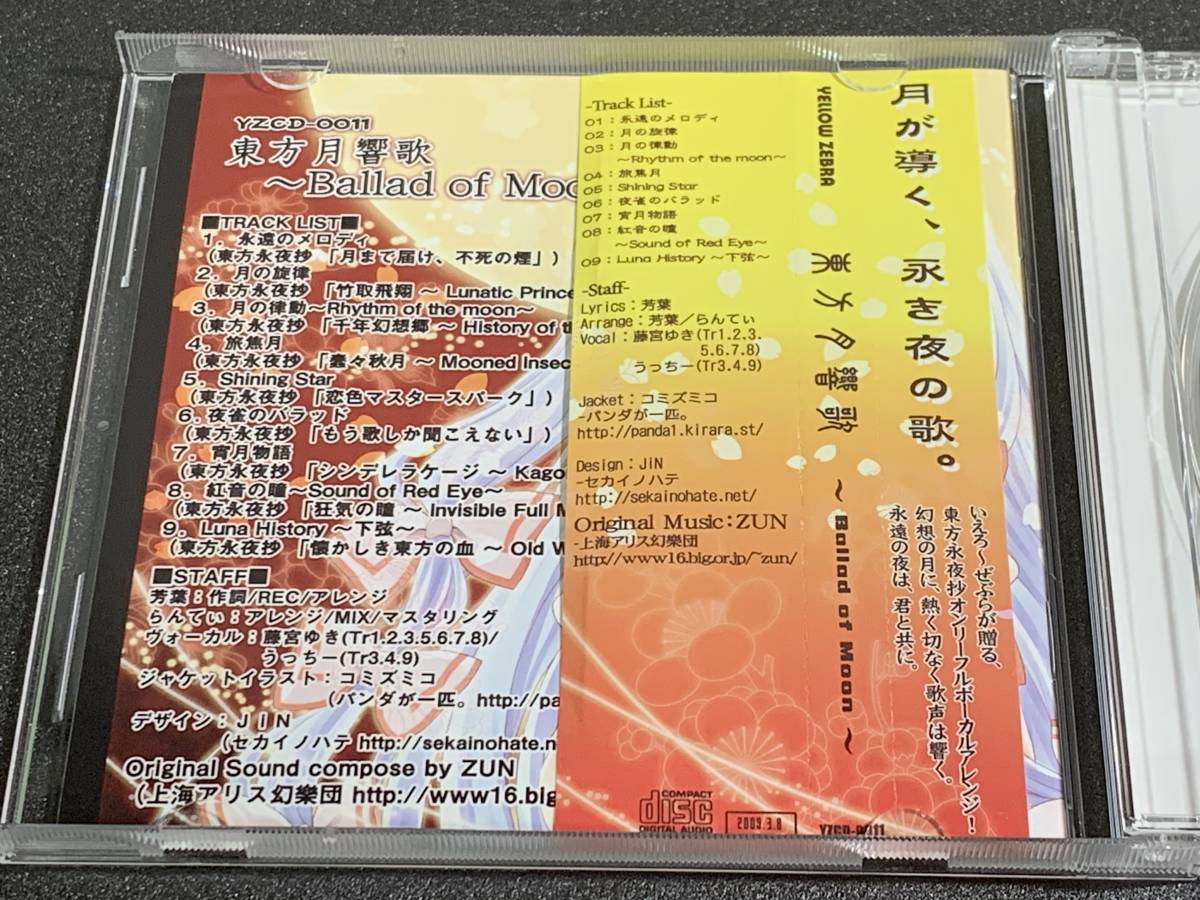 YZCD-0011
東方月響歌
～Ballad of Moo
■TRACK LIST■
1. 永遠のメロディ
（東方永夜抄 「月まで届け、不死の煙」）
2. 月の旋律
（東方永夜抄 「竹取飛翔 ～ Lunatic Prince
3. 月の律動～Rhythm of the moon～
（東方永夜抄 「千年幻想郷 ～ History of th
4. 旅焦月
（東方永夜抄 「蠢々秋月 ～ Mooned Insec
5. Shining Star
（東方永夜抄 「恋色マスタースパーク」）
6. 夜雀のバラッド
（東方永夜抄 「もう歌しか聞こえない」）
7. 宵月物語
（東方永夜抄 「シンデレラケージ ～ Kago
8. 紅音の瞳～Sound of Red Eye～
（東方永夜抄 「狂気の瞳 ～ Invisible Full M
9. Luna History ～下弦～
（東方永夜抄 「懐かしき東方の血 ～ Old W
■STAFF■
芳葉：作詞/REC/アレンジ
らんてぃ：アレンジ/MIX/マスタリング
ヴォーカル：藤宮ゆき(Tr1.2.3.5.6.7.8)/
うっちー(Tr3.4.9)
ジャケットイラスト：コミズミコ
（パンダが一匹。http://pa
デザイン：JIN
（セカイノハテ http://sekainohate.n
Original Sound compose by ZUN
（上海アリス幻樂団 http://www16.big
-Track List-
01：永遠のメロディ
02：月の旋律
03：月の律動
～Rhythm of the moon～
04：旅焦月
05：Shining Star
06：夜雀のバラッド
07：宵月物語
08：紅音の瞳
～Sound of Red Eye～
09：Luna History ～下弦～
-Staff-
Lyrics：芳葉
Arrange：芳葉／らんてぃ
Vocal：藤宮ゆき(Tr1.2.3.
5.6.7.8)
うっちー(Tr3.4.9)
Jacket：コミズミコ
-パンダが一匹。
http://panda1.kirara.st/
Design：JiN
-セカイノハテ
http://sekainohate.net/
Original Music：ZUN
-上海アリス幻樂団
http://www16.big.or.jp/~zun/
COMPACT
disc
DIGITAL AUDIO
2009.3.8
YZCD-0011
YELLOW ZEBRA
東方月響歌
～ Ballad of Moon ～
月が導く、永き夜の歌。
いえろ～ぜぶらが贈る、
東方永夜抄オンリーフルボーカルアレンジ！
幻想の月に、熱く切なく歌声は響く。
永遠の夜は、君と共に。